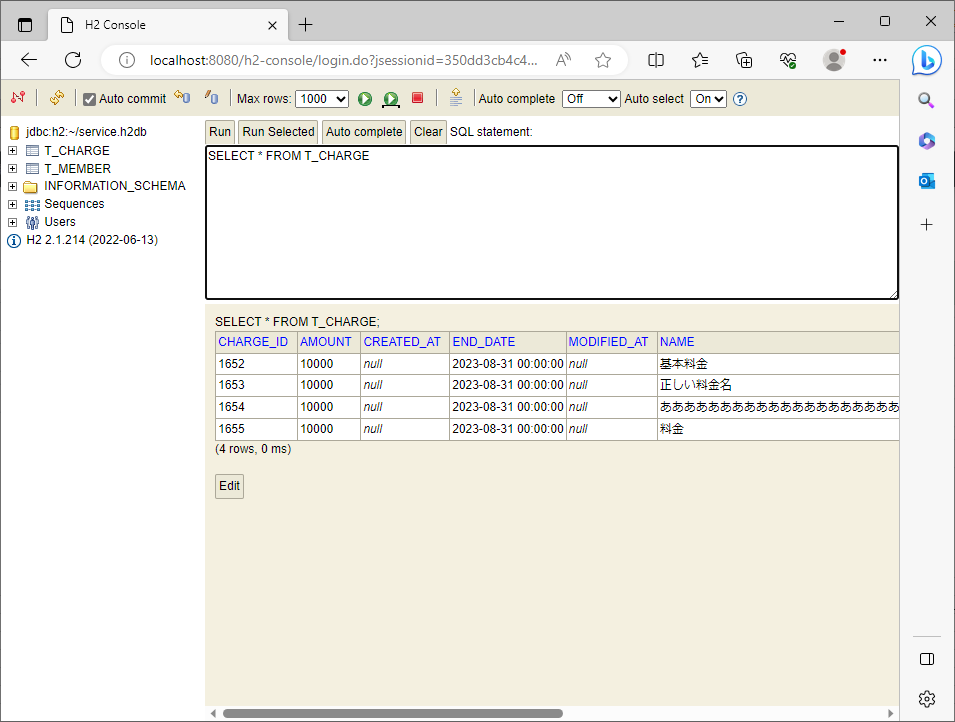 H2 Console
localhost:8080/h2-console/login.do?jsessionid=350dd3cb4c4...
Auto commit Max rows: 1000 Auto complete Off Auto select On
jdbc:h2:~/service.h2db
T_CHARGE
T_MEMBER
INFORMATION_SCHEMA
Sequences
Users
H2 2.1.214 (2022-06-13)
Run Run Selected Auto complete Clear SQL statement:
SELECT * FROM T_CHARGE
SELECT * FROM T_CHARGE;
CHARGE_ID AMOUNT CREATED_AT END_DATE MODIFIED_AT NAME
1652 10000 null 2023-08-31 00:00:00 null 基本料金
1653 10000 null 2023-08-31 00:00:00 null 正しい料金名
1654 10000 null 2023-08-31 00:00:00 null ああああああああああああああああああああ
1655 10000 null 2023-08-31 00:00:00 null 料金
(4 rows, 0 ms)
Edit